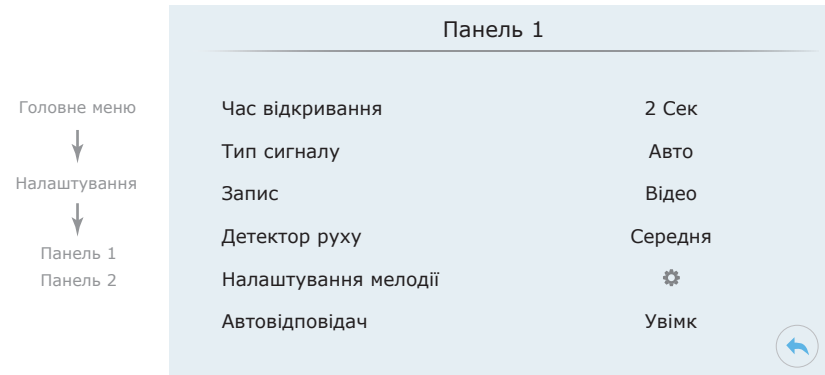 Панель 1
Головне меню
Налаштування
Панель 1
Панель 2
Час відкривання 2 Сек
Тип сигналу Авто
Запис Відео
Детектор руху Середня
Налаштування мелодії
Автовідповідач Увімк